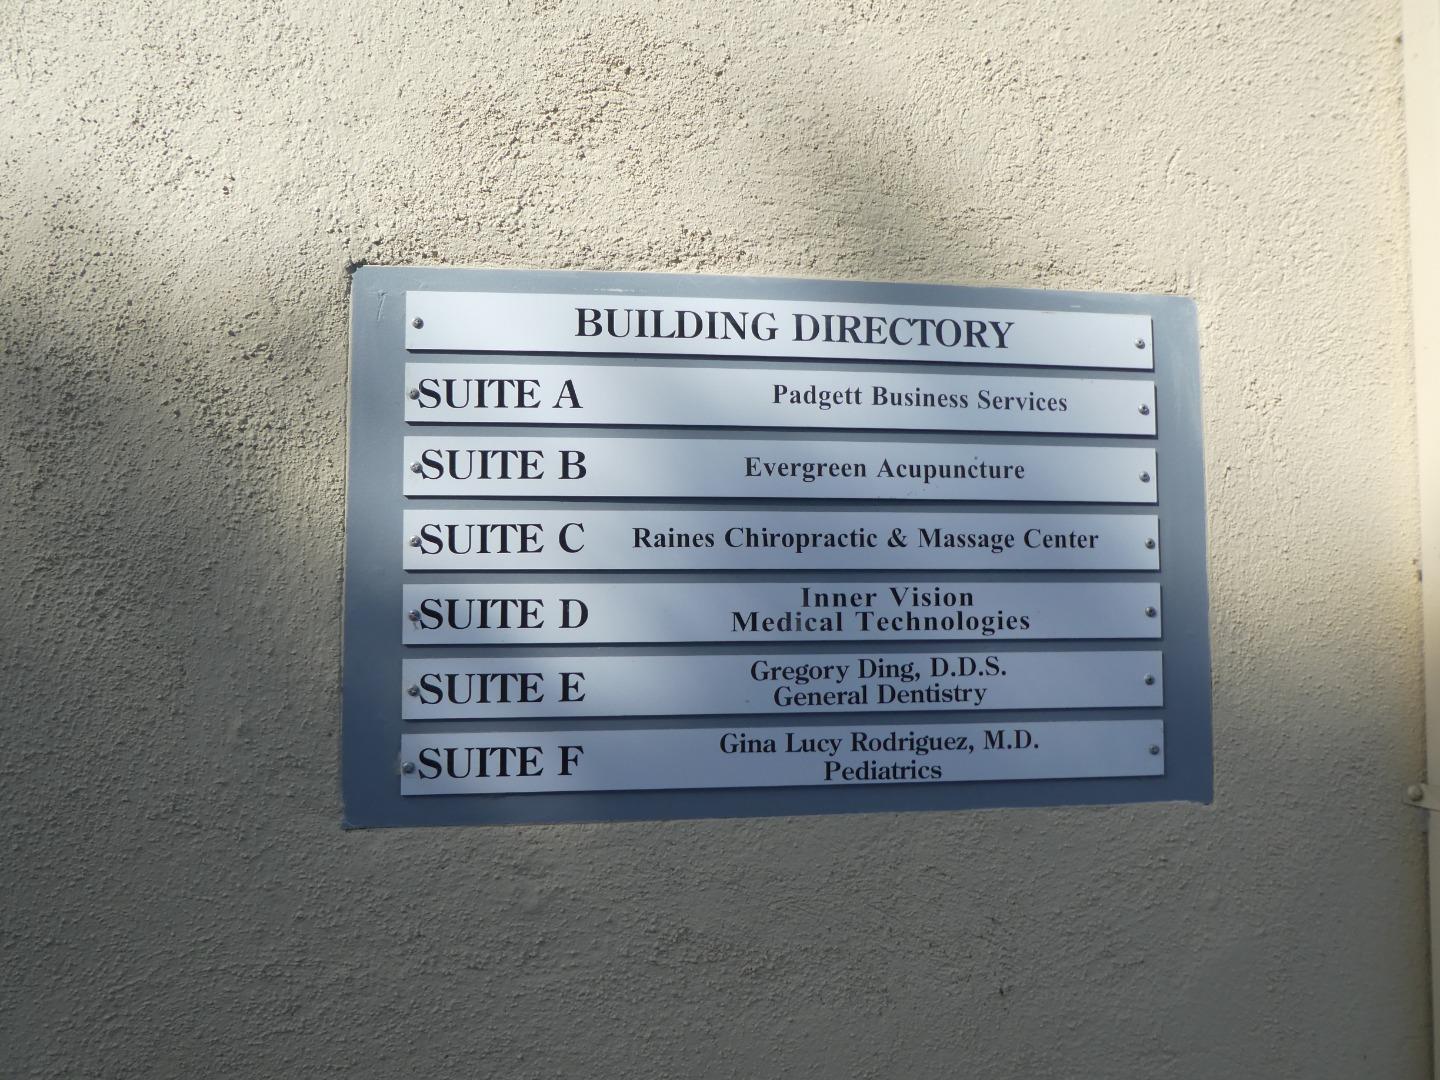 BUILDING DIRECTORY
SUITE A Padgett Business Services
SUITE B Evergreen Acupuncture
SUITE C Raines Chiropractic & Massage Center
SUITE D Inner Vision
Medical Technologies
SUITE E Gregory Ding, D.D.S.
General Dentistry
SUITE F Gina Lucy Rodriguez, M.D.
Pediatrics